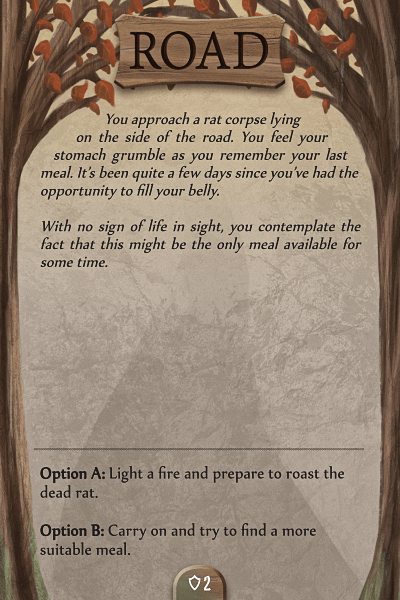 ROAD
You approach a rat corpse lying
on the side of the road. You feel your
stomach grumble as you remember your last
meal. It's been quite a few days since you've had the
opportunity to fill your belly.
With no sign of life in sight, you contemplate the
fact that this might be the only meal available for
some time.
Option A: Light a fire and prepare to roast the
dead rat.
Option B: Carry on and try to find a more
suitable meal.
2